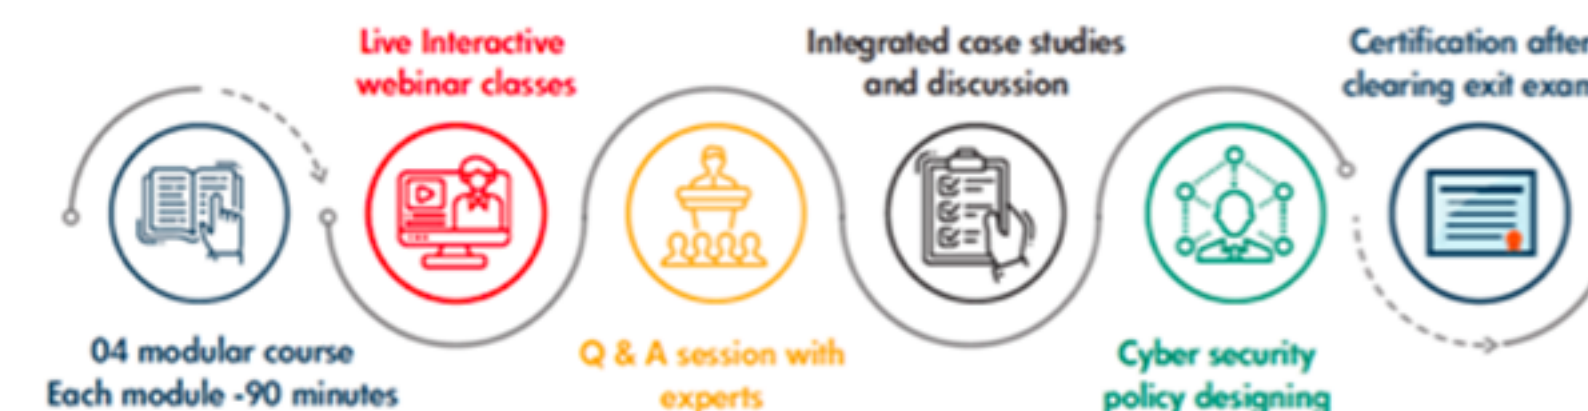 04 modular course
Each module -90 minutes
Live Interactive
webinar classes
Q & A session with
experts
Integrated case studies
and discussion
Cyber security
policy designing
Certification after
clearing exit exam